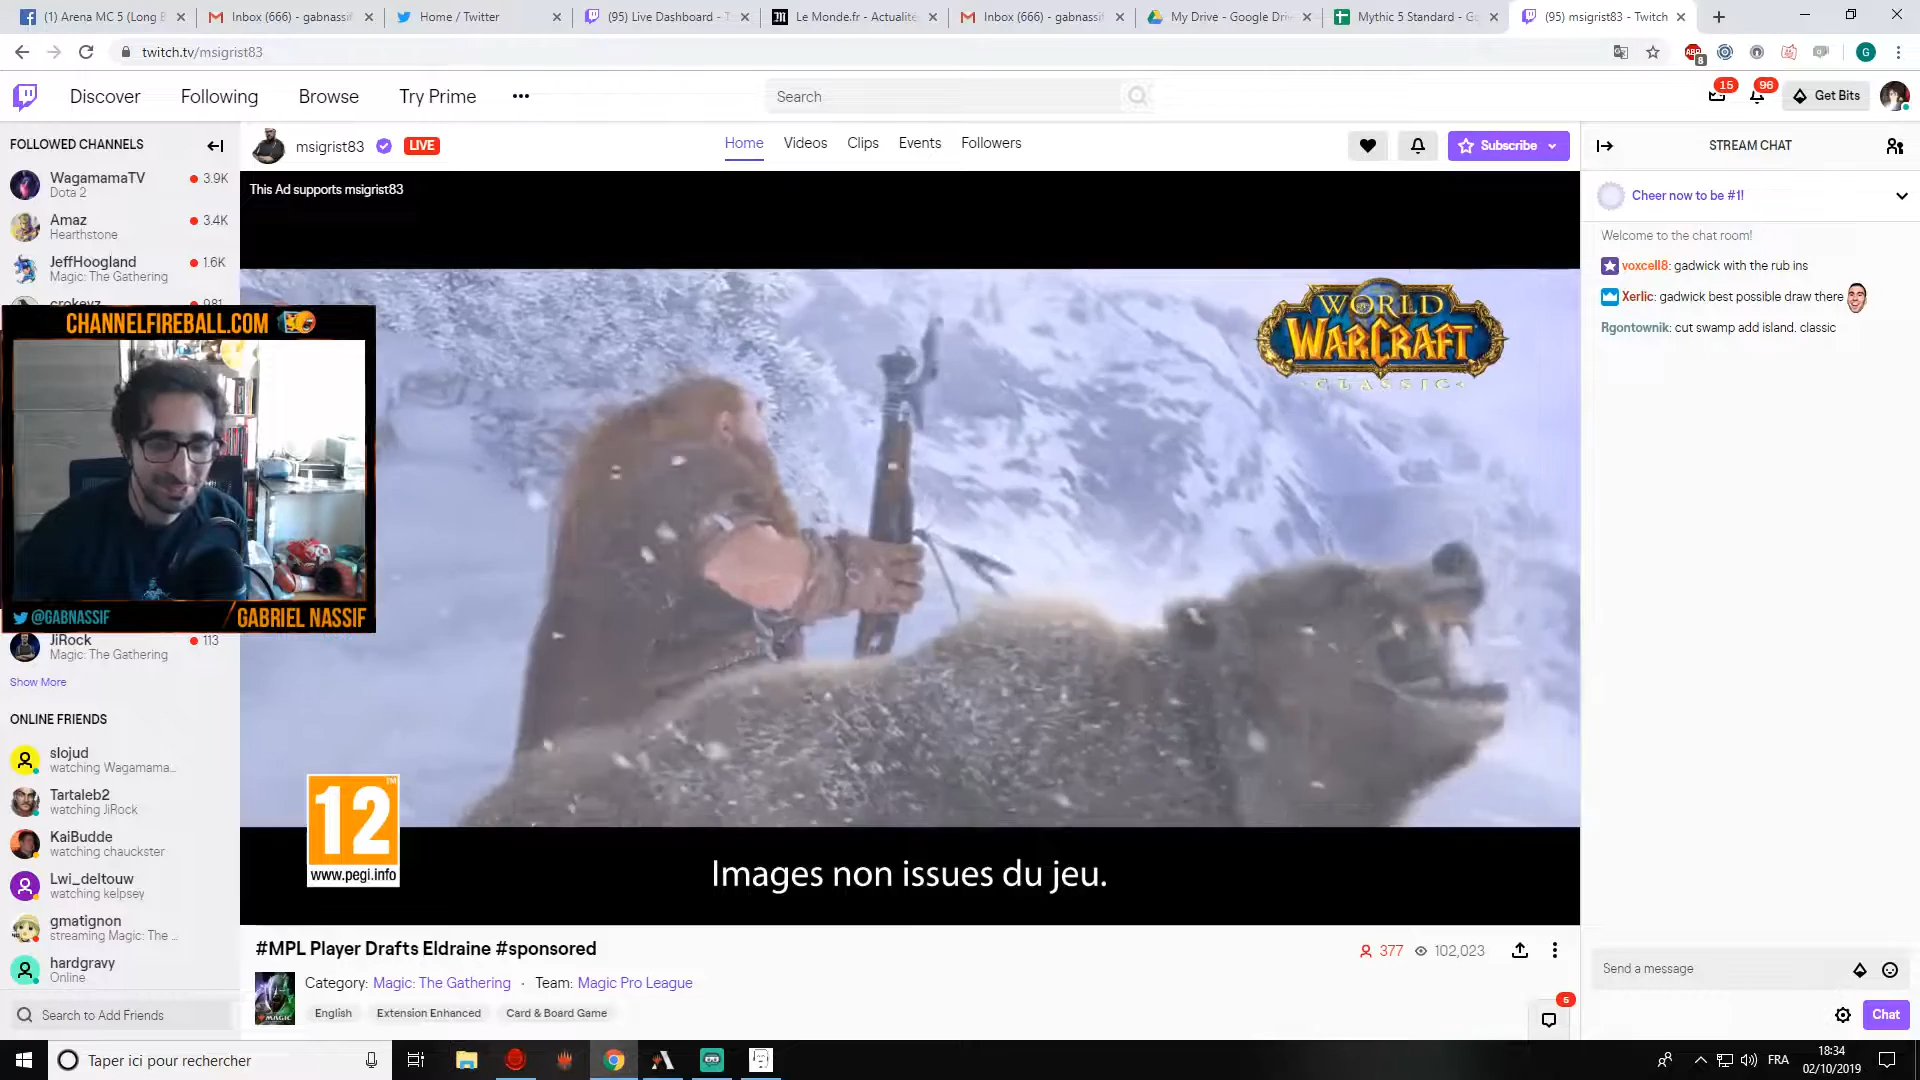 (1) Arena MC 5 (Long B
Inbox (666) - gabnassif
Home / Twitter
(95) Live Dashboard - T
Le Monde.fr - Actualité
Inbox (666) - gabnassif
My Drive - Google Dri
Mythic 5 Standard - Go
(95) msigrist83 - Twitch
twitch.tv/msigrist83
ABP
8
G
Discover
Following
Browse
Try Prime
Search
15
96
Get Bits
FOLLOWED CHANNELS
WagamamaTV
3.9K
Dota 2
Amaz
3.4K
Hearthstone
JeffHoogland
1.6K
Magic: The Gathering
crokeyz
981
CHANNELFIREBALL.COM
@GABNASSIF
GABRIEL NASSIF
JiRock
113
Magic: The Gathering
Show More
ONLINE FRIENDS
slojud
watching Wagamama...
Tartaleb2
watching JiRock
KaiBudde
watching chauckster
Lwi_deltouw
watching kelpsey
gmatignon
streaming Magic: The ...
hardgravy
Online
Search to Add Friends
msigrist83
LIVE
Home
Videos
Clips
Events
Followers
Subscribe
This Ad supports msigrist83
WORLD
WARCRAFT
CLASSIC
12
www.pegi.info
TM
Images non issues du jeu.
#MPL Player Drafts Eldraine #sponsored
377
102,023
Category: Magic: The Gathering · Team: Magic Pro League
MAGIC
English
Extension Enhanced
Card & Board Game
5
STREAM CHAT
Cheer now to be #1!
Welcome to the chat room!
voxcell8: gadwick with the rub ins
Xerlic: gadwick best possible draw there
Rgontownik: cut swamp add island. classic
Send a message
Chat
Taper ici pour rechercher
FRA
18:34
02/10/2019